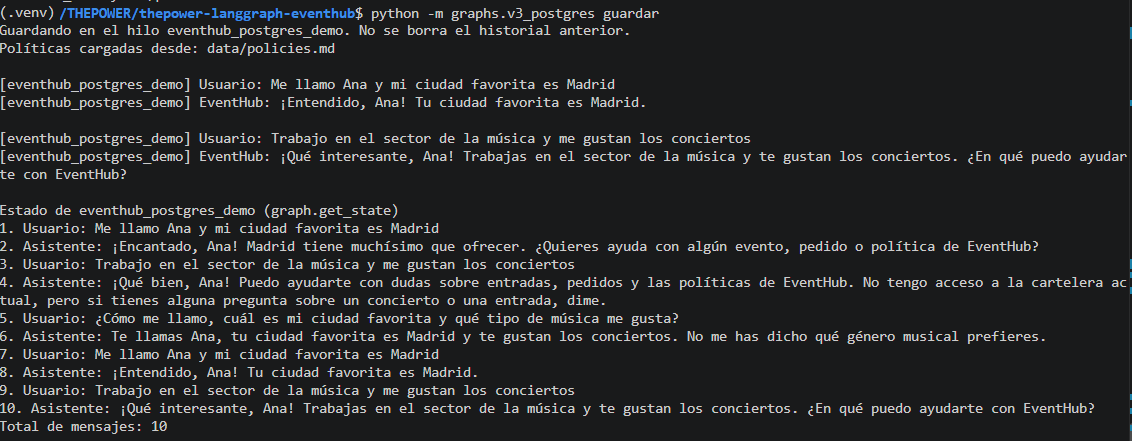 (.venv) /THEPOWER/thepower-langgraph-eventhub$ python -m graphs.v3_postgres guardar
Guardando en el hilo eventhub_postgres_demo. No se borra el historial anterior.
Políticas cargadas desde: data/policies.md
[eventhub_postgres_demo] Usuario: Me llamo Ana y mi ciudad favorita es Madrid
[eventhub_postgres_demo] EventHub: ¡Entendido, Ana! Tu ciudad favorita es Madrid.
[eventhub_postgres_demo] Usuario: Trabajo en el sector de la música y me gustan los conciertos
[eventhub_postgres_demo] EventHub: ¡Qué interesante, Ana! Trabajas en el sector de la música y te gustan los conciertos. ¿En qué puedo ayudar
te con EventHub?
Estado de eventhub_postgres_demo (graph.get_state)
1. Usuario: Me llamo Ana y mi ciudad favorita es Madrid
2. Asistente: ¡Encantado, Ana! Madrid tiene muchísimo que ofrecer. ¿Quieres ayuda con algún evento, pedido o política de EventHub?
3. Usuario: Trabajo en el sector de la música y me gustan los conciertos
4. Asistente: ¡Qué bien, Ana! Puedo ayudarte con dudas sobre entradas, pedidos y las políticas de EventHub. No tengo acceso a la cartelera ac
tual, pero si tienes alguna pregunta sobre un concierto o una entrada, dime.
5. Usuario: ¿Cómo me llamo, cuál es mi ciudad favorita y qué tipo de música me gusta?
6. Asistente: Te llamas Ana, tu ciudad favorita es Madrid y te gustan los conciertos. No me has dicho qué género musical prefieres.
7. Usuario: Me llamo Ana y mi ciudad favorita es Madrid
8. Asistente: ¡Entendido, Ana! Tu ciudad favorita es Madrid.
9. Usuario: Trabajo en el sector de la música y me gustan los conciertos
10. Asistente: ¡Qué interesante, Ana! Trabajas en el sector de la música y te gustan los conciertos. ¿En qué puedo ayudarte con EventHub?
Total de mensajes: 10